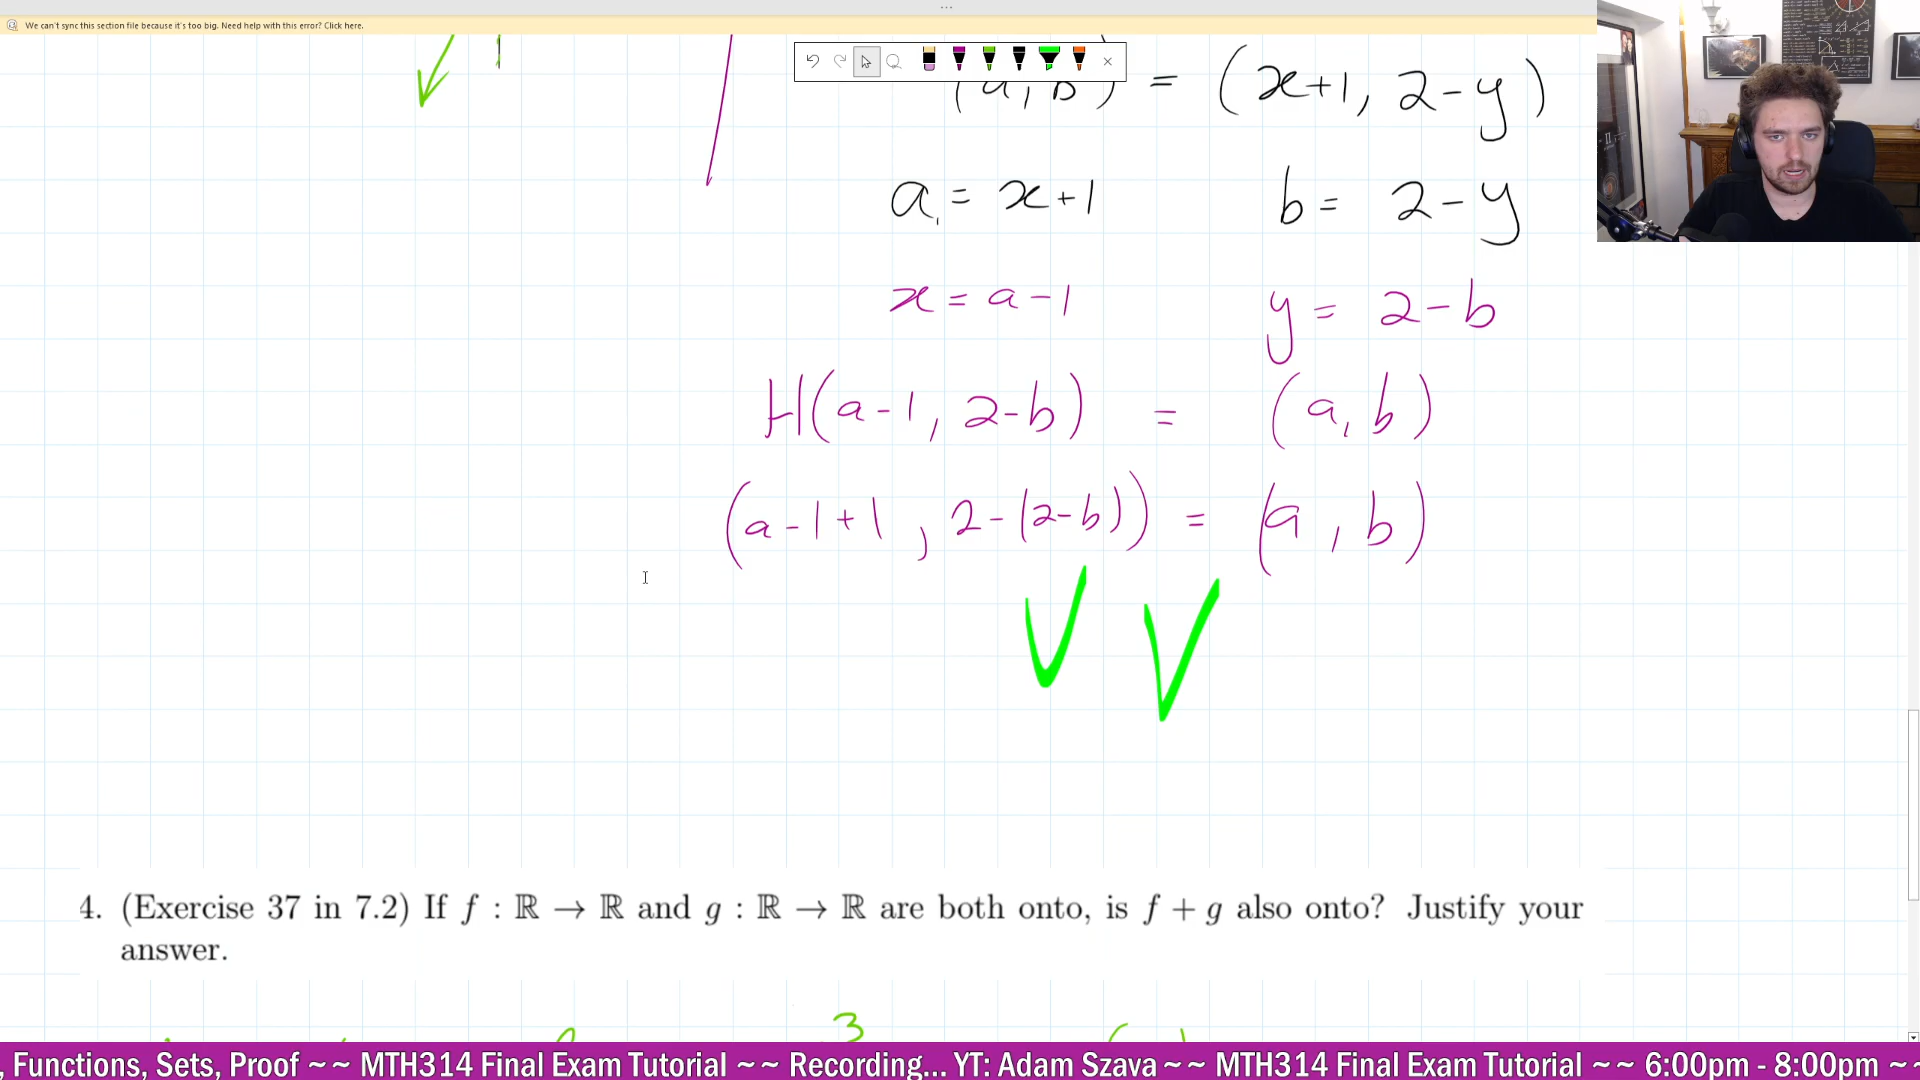 We can't sync this section file because it's too big. Need help with this error? Click here.
(a, b) = (x+1, 2-y)
a = x+1 b = 2-y
x = a-1 y = 2-b
H(a-1, 2-b) = (a, b)
(a-1+1, 2-(2-b)) = (a, b)
4. (Exercise 37 in 7.2) If f : ℝ → ℝ and g : ℝ → ℝ are both onto, is f + g also onto? Justify your
answer.
3
, Functions, Sets, Proof ~~ MTH314 Final Exam Tutorial ~~ Recording... YT: Adam Szava ~~ MTH314 Final Exam Tutorial ~~ 6:00pm - 8:00pm ~~